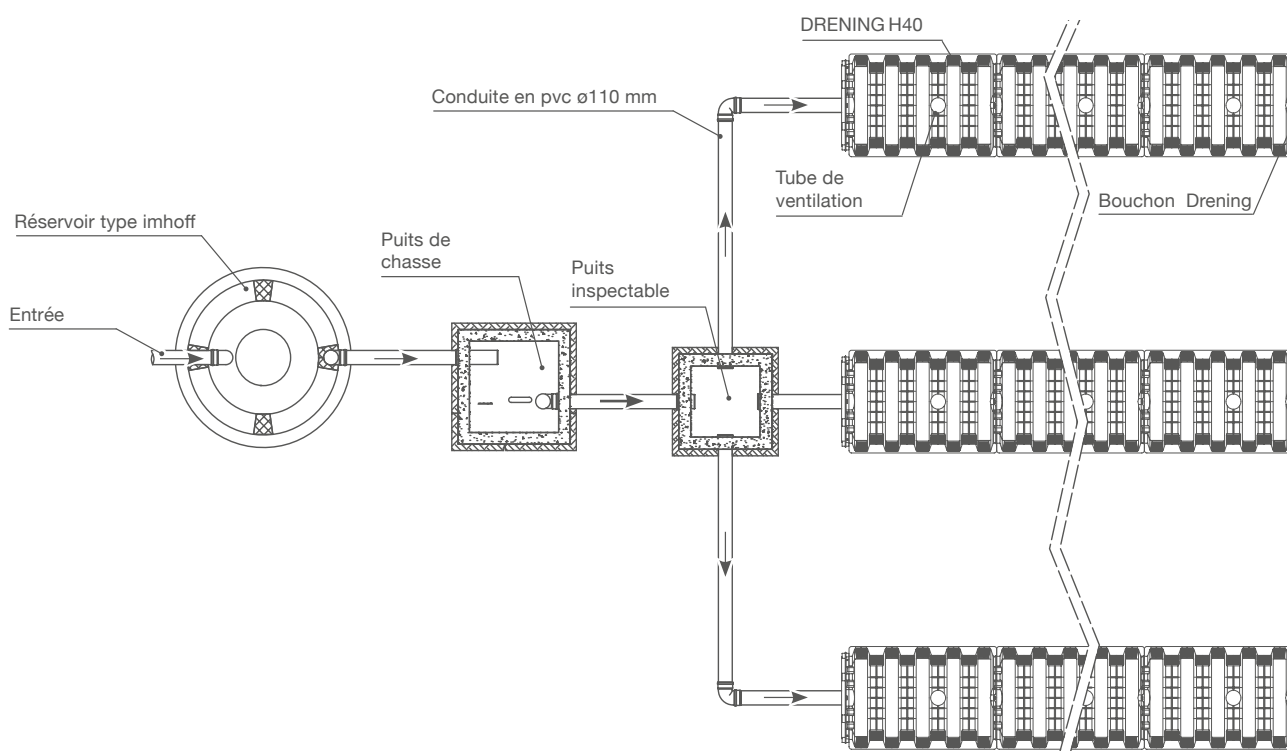 DRENING H40
Conduite en pvc ø110 mm
Tube de
ventilation
Bouchon Drening
Réservoir type imhoff
Puits de
chasse
Puits
inspectable
Entrée